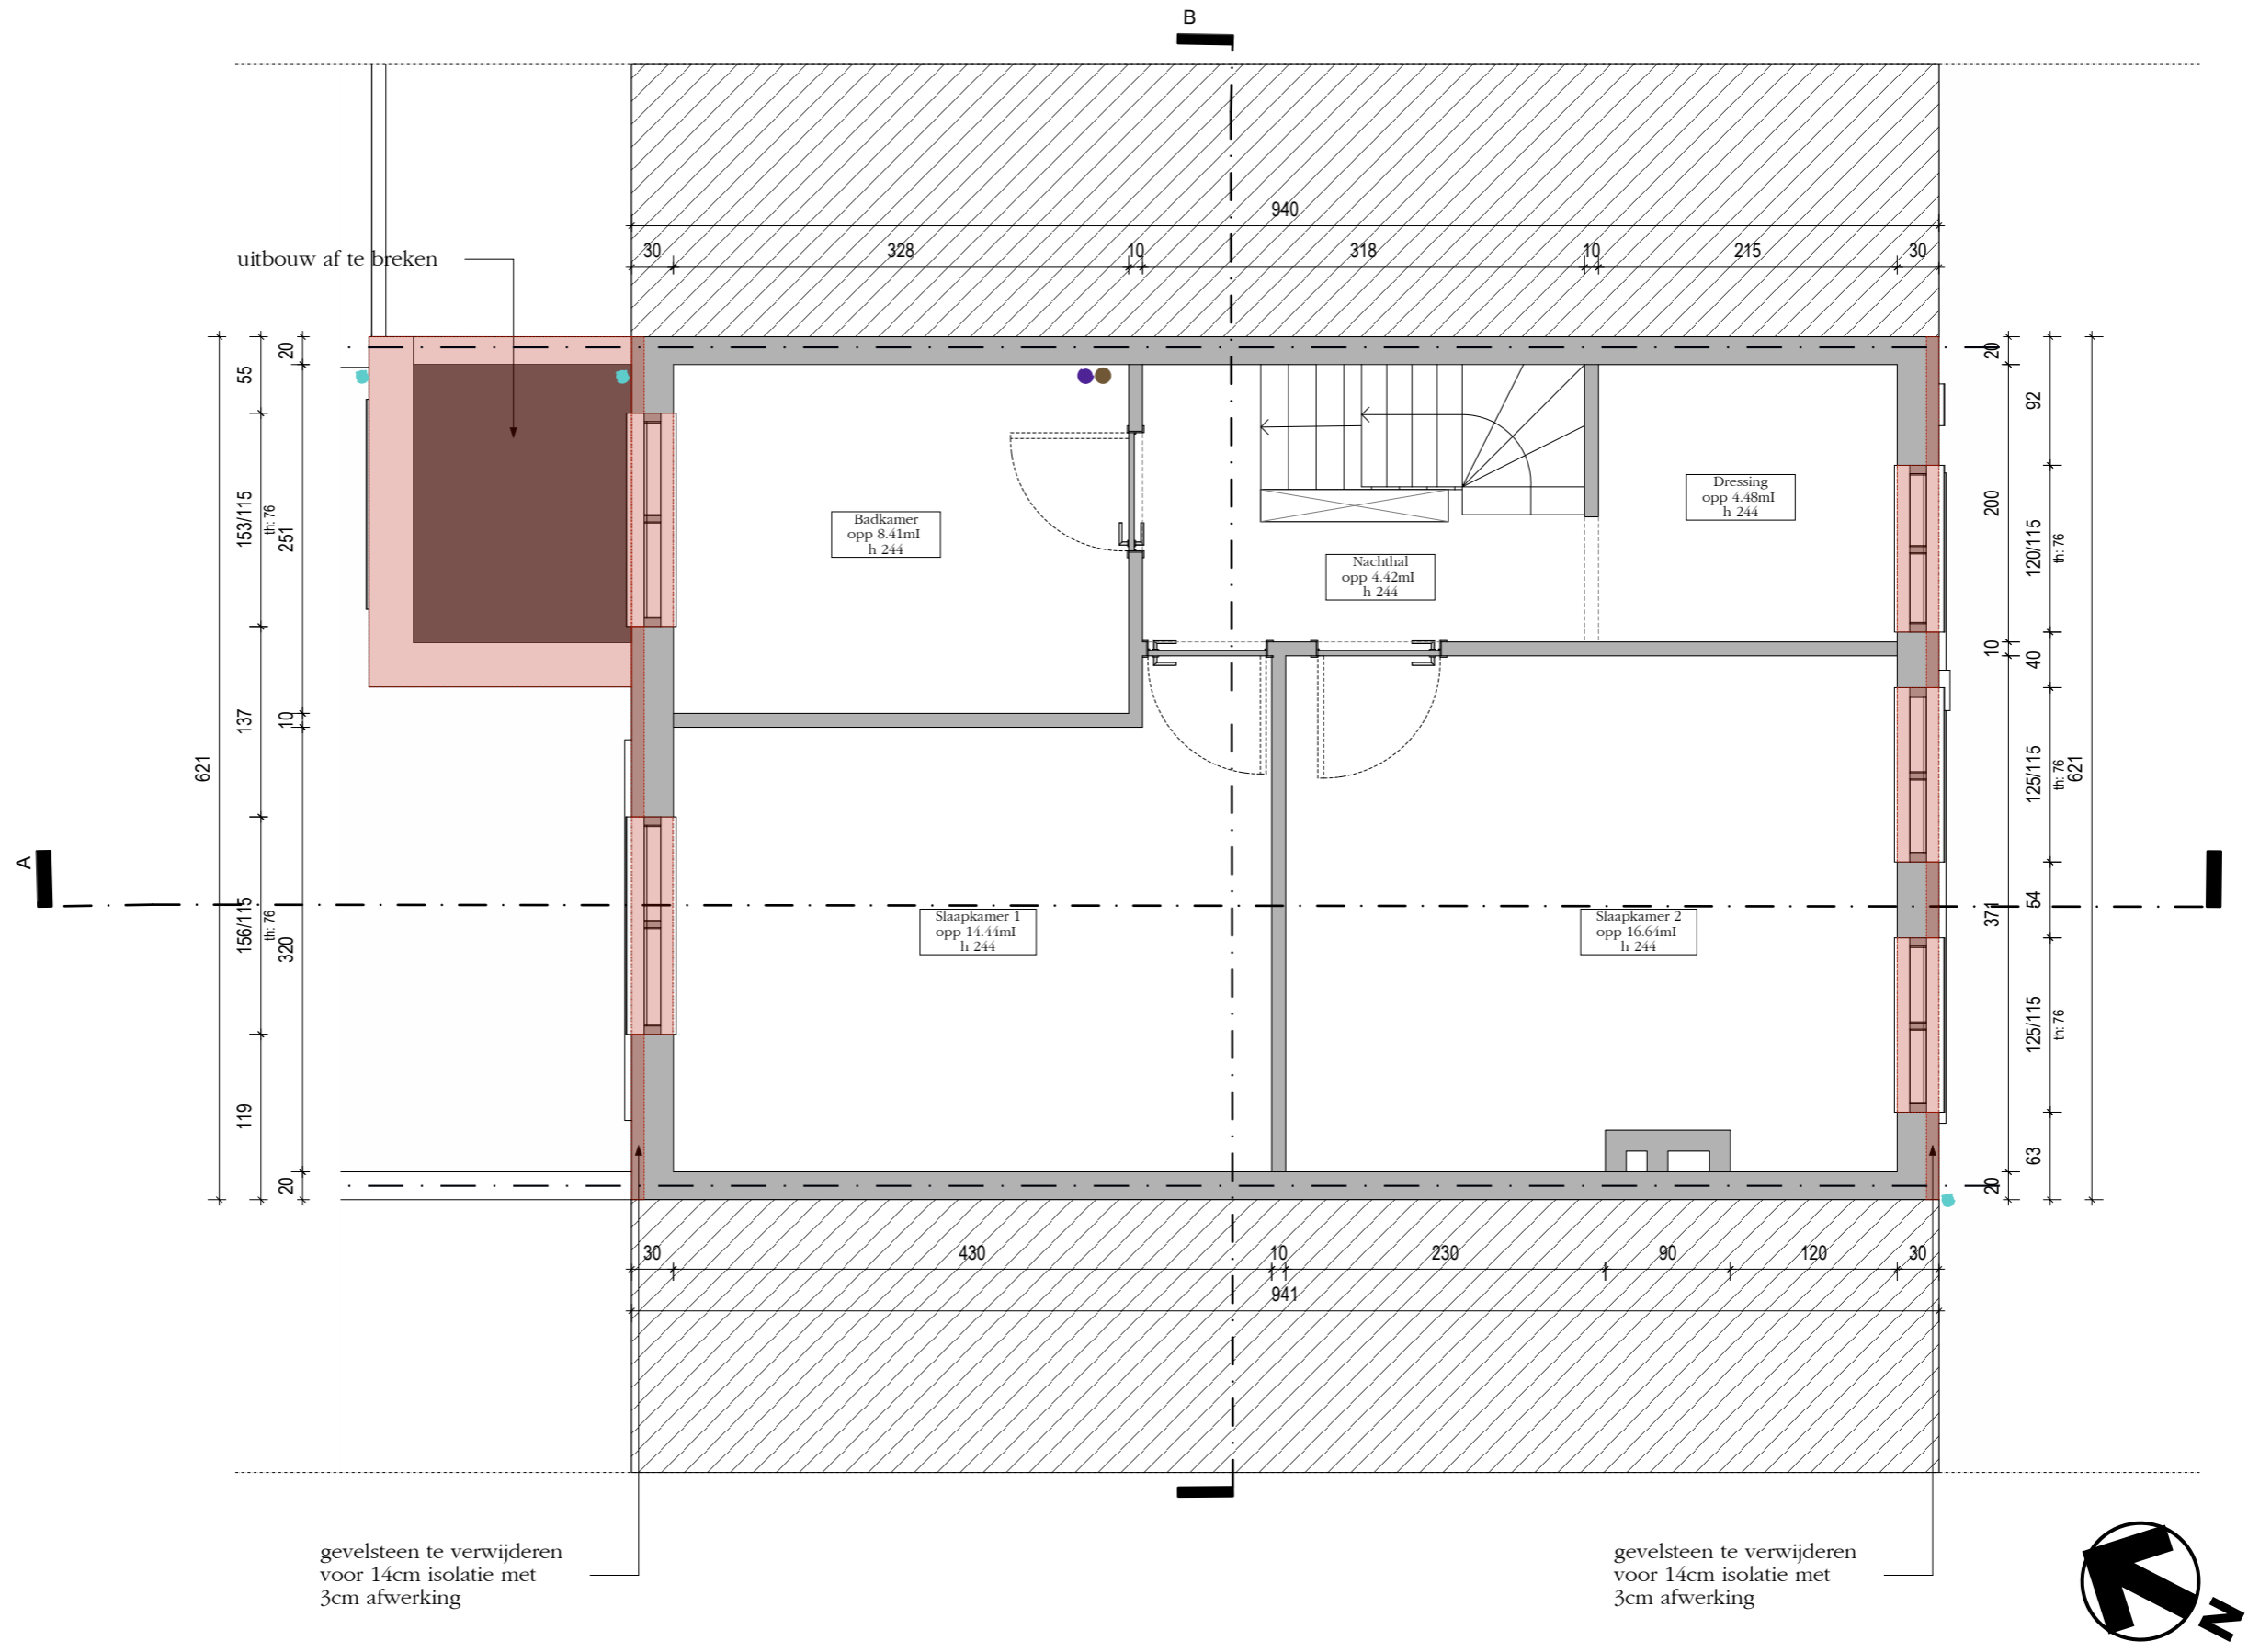 B
940
30
328
10
318
10
215
30
uitbouw af te breken
20
55
153/115
th: 76
251
137
10
621
156/115
th: 76
320
119
20
A
Badkamer
opp 8.41mI
h 244
Nachthal
opp 4.42mI
h 244
Dressing
opp 4.48mI
h 244
Slaapkamer 1
opp 14.44mI
h 244
Slaapkamer 2
opp 16.64mI
h 244
20
92
200
120/115
th: 76
10
40
125/115
th: 76
621
54
371
125/115
th: 76
63
20
30
430
10
230
90
120
30
941
gevelsteen te verwijderen
voor 14cm isolatie met
3cm afwerking
gevelsteen te verwijderen
voor 14cm isolatie met
3cm afwerking
N